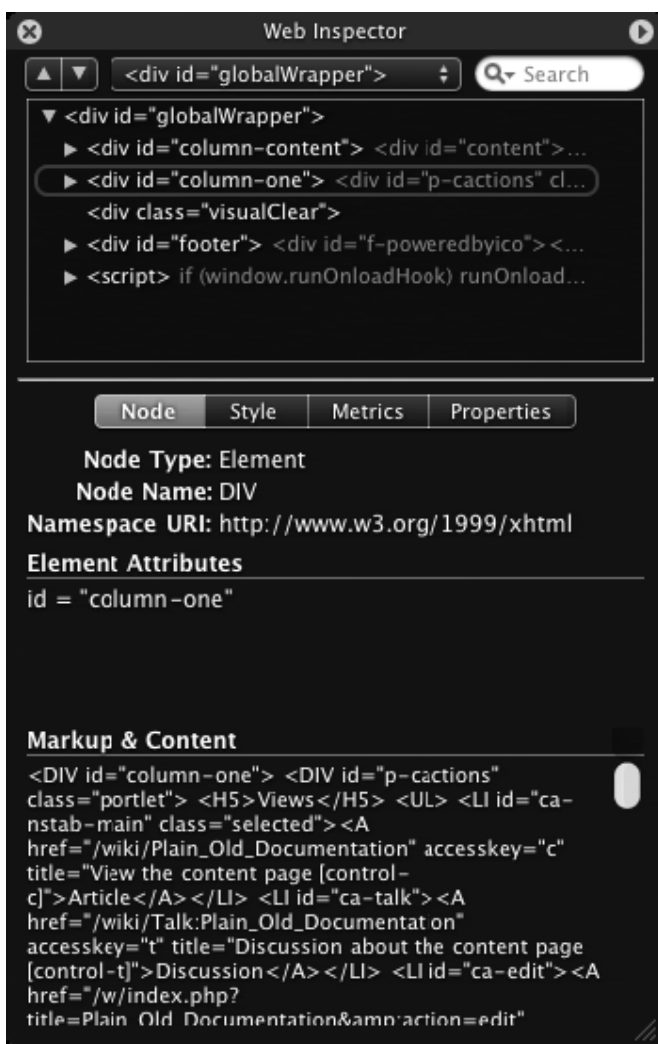 Web Inspector
<div id="globalWrapper">
Search
▼ <div id="globalWrapper">
▶ <div id="column-content"> <div id="content">...
▶ <div id="column-one"> <div id="p-cactions" cl...
<div class="visualClear">
▶ <div id="footer"> <div id="f-poweredbyico"><...
▶ <script> if (window.runOnloadHook) runOnload...
Node Style Metrics Properties
Node Type: Element
Node Name: DIV
Namespace URI: http://www.w3.org/1999/xhtml
Element Attributes
id = "column-one"
Markup & Content
<DIV id="column-one"> <DIV id="p-cactions"
class="portlet"> <H5>Views</H5> <UL> <LI id="ca-
nstab-main" class="selected"><A
href="/wiki/Plain_Old_Documentation" accesskey="c"
title="View the content page [control-
c]">Article</A></LI> <LI id="ca-talk"><A
href="/wiki/Talk:Plain_Old_Documentation"
accesskey="t" title="Discussion about the content page
[control-t]">Discussion</A></LI> <LI id="ca-edit"><A
href="/w/index.php?
title=Plain_Old_Documentation&amp;action=edit"